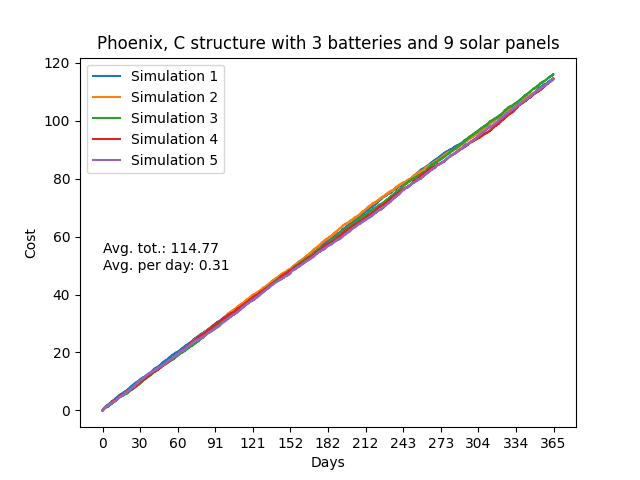 Phoenix, C structure with 3 batteries and 9 solar panels
120
100
80
60
40
20
0
Cost
Simulation 1
Simulation 2
Simulation 3
Simulation 4
Simulation 5
Avg. tot.: 114.77
Avg. per day: 0.31
0 30 60 91 121 152 182 212 243 273 304 334 365
Days